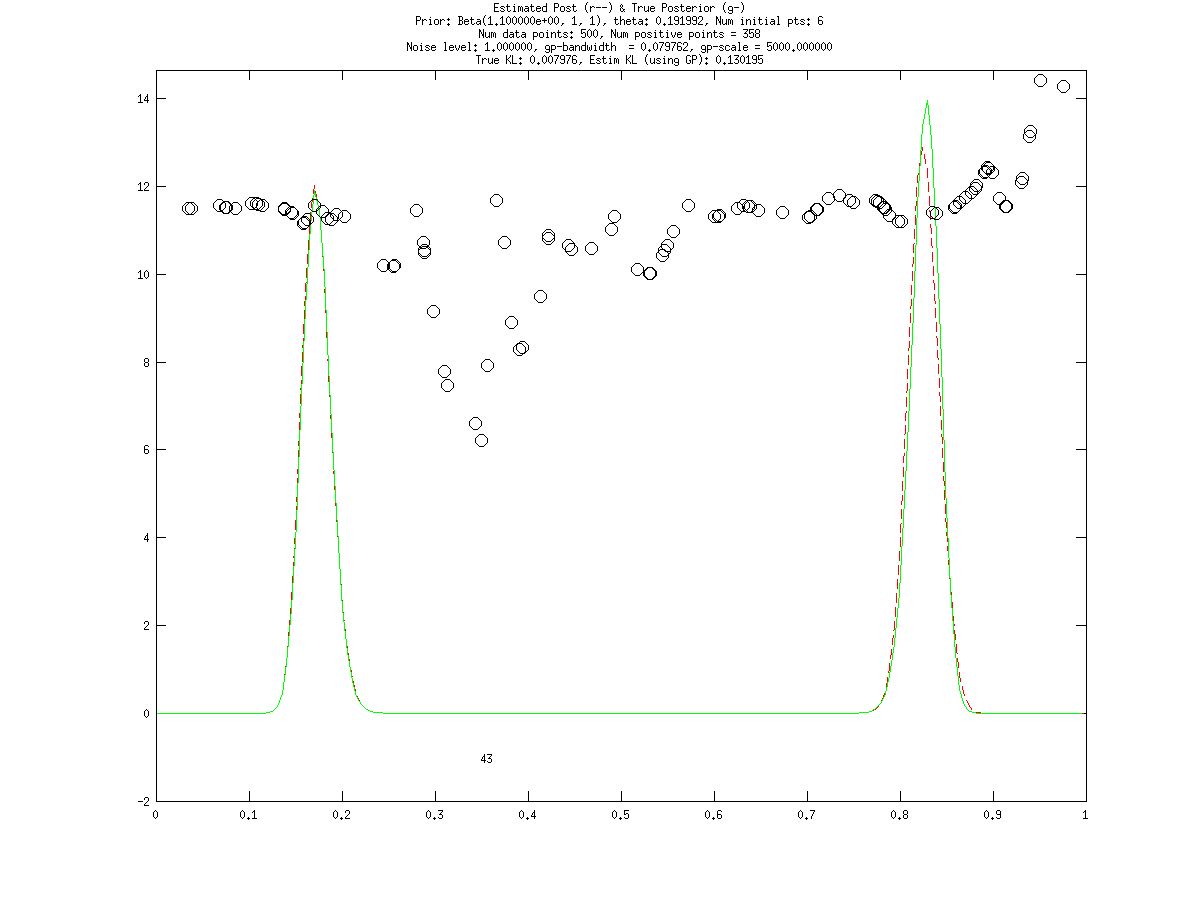 Estimated Post (r--) & True Posterior (g-)
Prior: Beta(1.100000e+00, 1, 1), theta: 0.191992, Num initial pts: 6
Num data points: 500, Num positive points = 358
Noise level: 1.000000, gp-bandwidth  = 0.079762, gp-scale = 5000.000000
True KL: 0.007976, Estim KL (using GP): 0.130195
14
12
10
8
6
4
2
0
43
-2
0 0.1 0.2 0.3 0.4 0.5 0.6 0.7 0.8 0.9 1